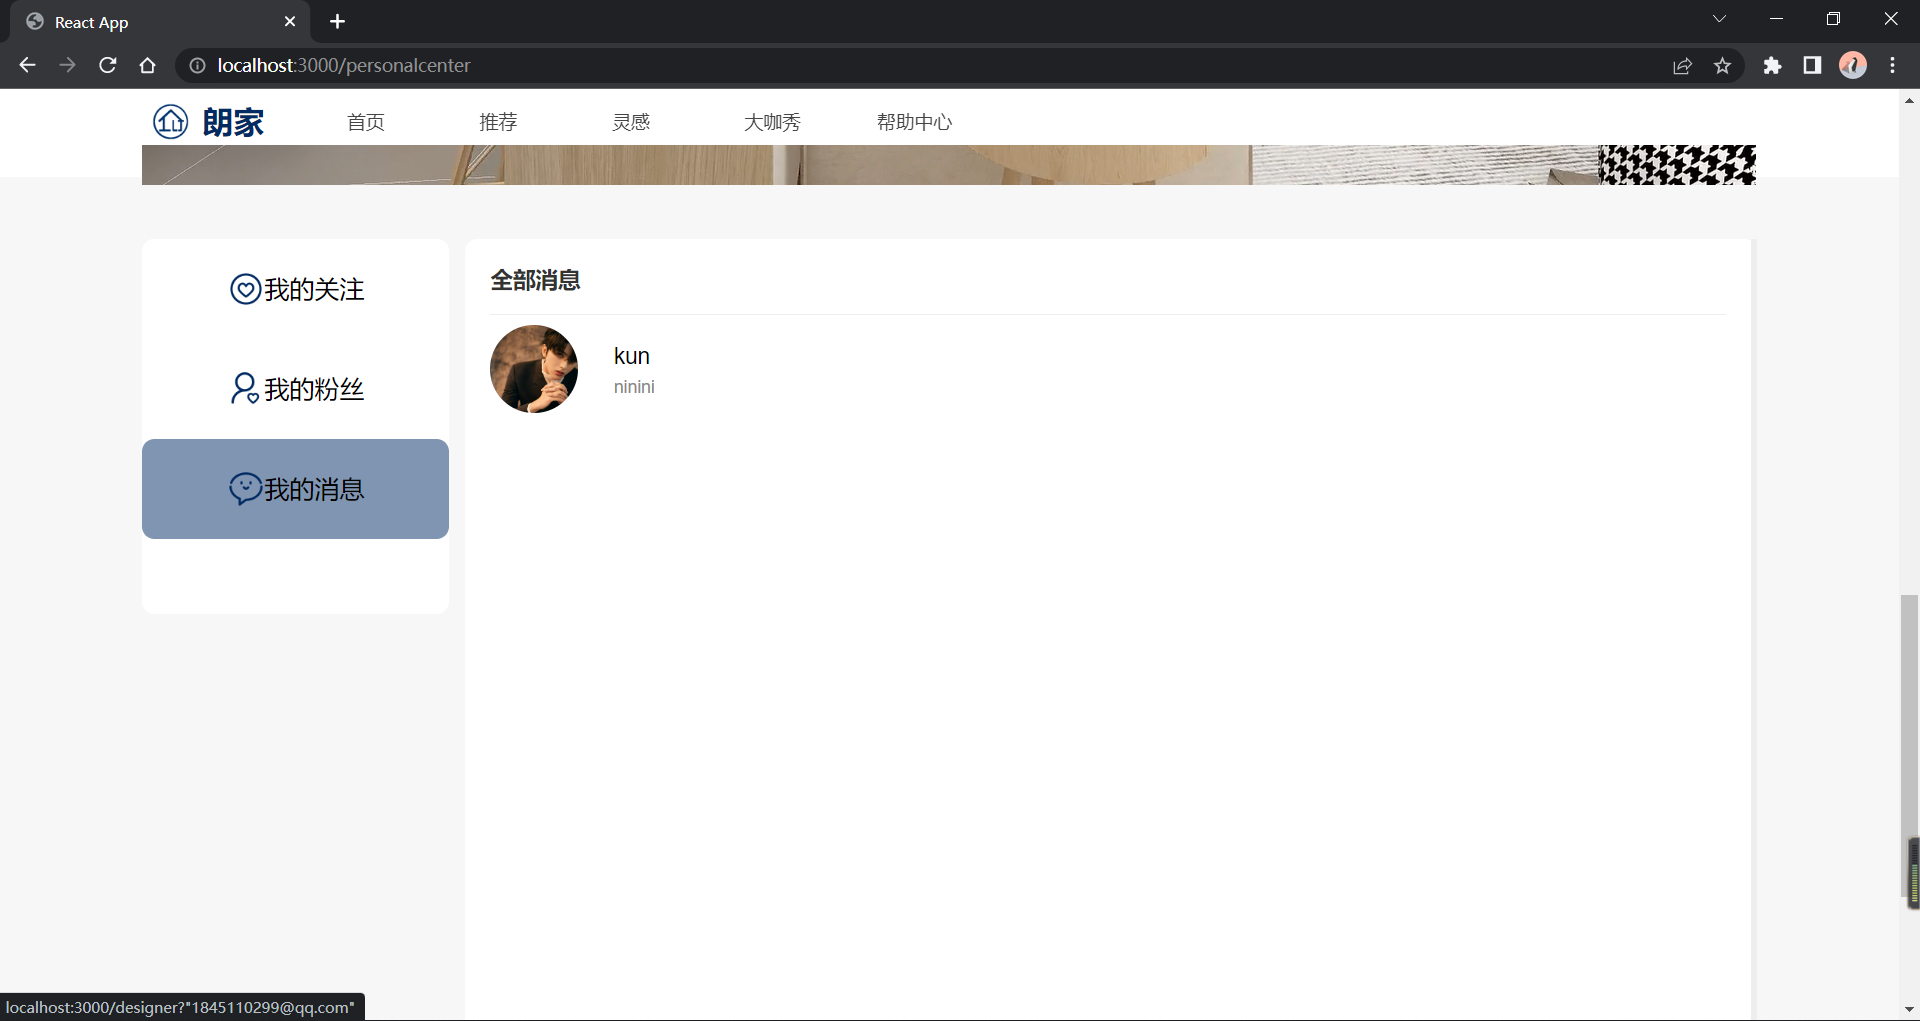 React App
localhost:3000/personalcenter
朗家 首页 推荐 灵感 大咖秀 帮助中心
我的关注
我的粉丝
我的消息
全部消息
kun
ninini
localhost:3000/designer?"1845110299@qq.com"